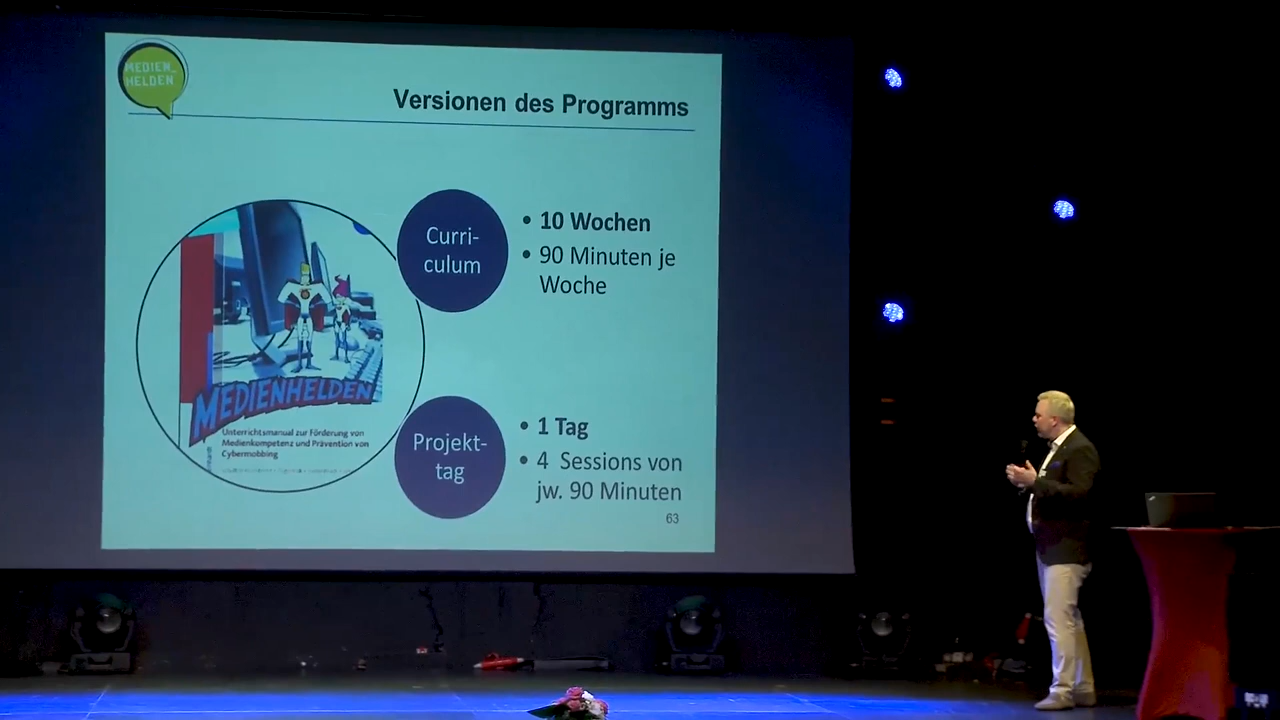 MEDIEN_
HELDEN
Versionen des Programms
Curri-
culum
• 10 Wochen
• 90 Minuten je
Woche
MEDIENHELDEN
Unterrichtsmanual zur Förderung von
Medienkompetenz und Prävention von
Cybermobbing
Projekt-
tag
• 1 Tag
• 4 Sessions von
jw. 90 Minuten
63